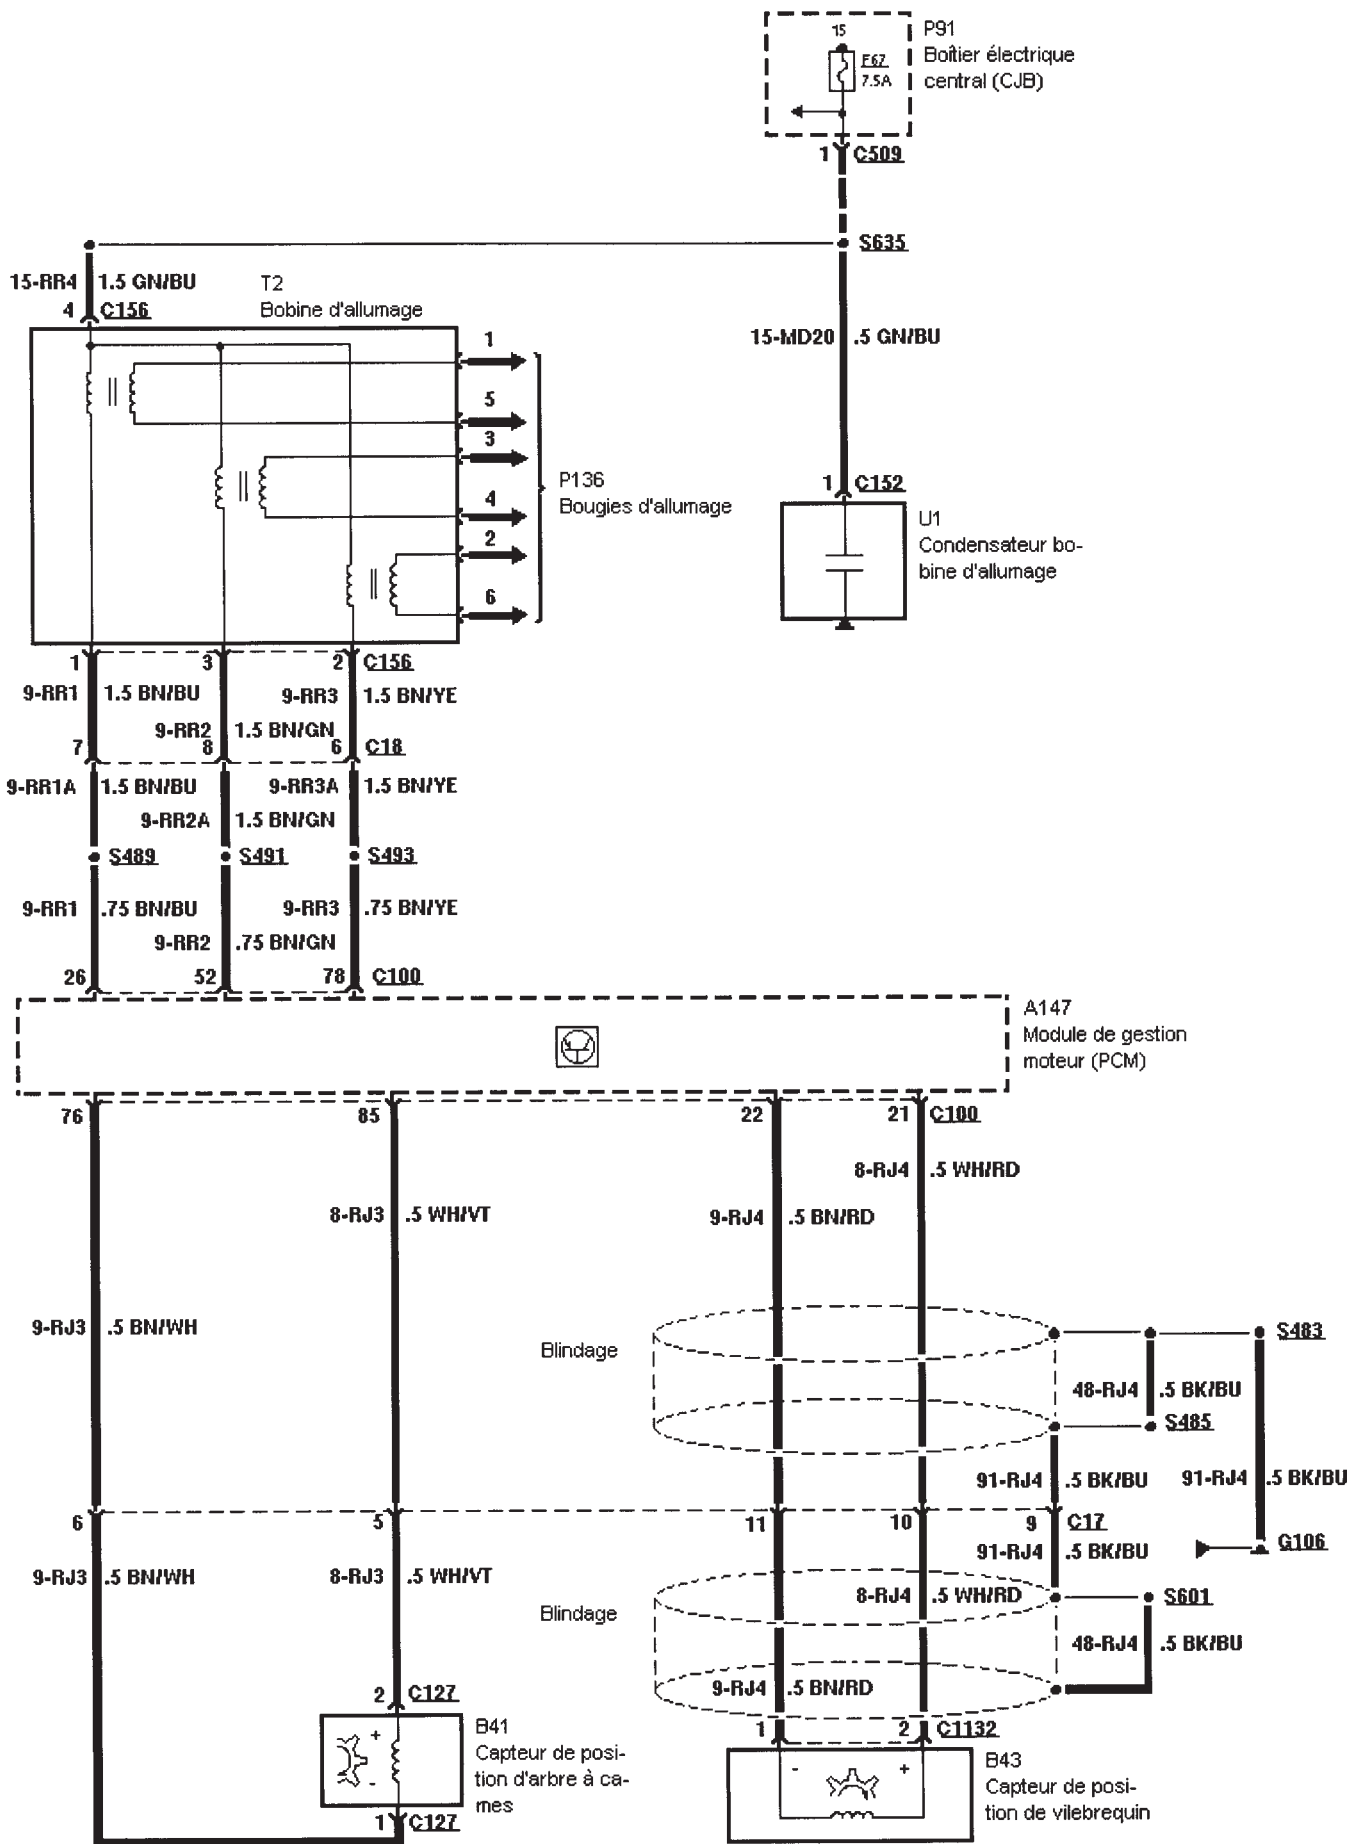 15
F67
7.5A
P91
Boîtier électrique
central (CJB)
1 C509
S635
15-RR4 1.5 GN/BU
4 C156
T2
Bobine d'allumage
15-MD20 .5 GN/BU
1
5
3
4
2
6
P136
Bougies d'allumage
1 C152
U1
Condensateur bo-
bine d'allumage
1 3 2 C156
9-RR1 1.5 BN/BU 9-RR3 1.5 BN/YE
9-RR2 1.5 BN/GN
7 8 6 C18
9-RR1A 1.5 BN/BU 9-RR3A 1.5 BN/YE
9-RR2A 1.5 BN/GN
S489 S491 S493
9-RR1 .75 BN/BU 9-RR3 .75 BN/YE
9-RR2 .75 BN/GN
26 52 78 C100
A147
Module de gestion
moteur (PCM)
76 85 22 21 C100
8-RJ4 .5 WH/RD
8-RJ3 .5 WH/VT 9-RJ4 .5 BN/RD
9-RJ3 .5 BN/WH
Blindage
S483
48-RJ4 .5 BK/BU
S485
91-RJ4 .5 BK/BU 91-RJ4 .5 BK/BU
6 5 11 10 9 C17
91-RJ4 .5 BK/BU
G106
9-RJ3 .5 BN/WH 8-RJ3 .5 WH/VT
8-RJ4 .5 WH/RD
S601
Blindage
48-RJ4 .5 BK/BU
9-RJ4 .5 BN/RD
2 C127
1 2 C1132
+
-
B41
Capteur de posi-
tion d'arbre à ca-
mes
1 C127
- +
B43
Capteur de posi-
tion de vilebrequin